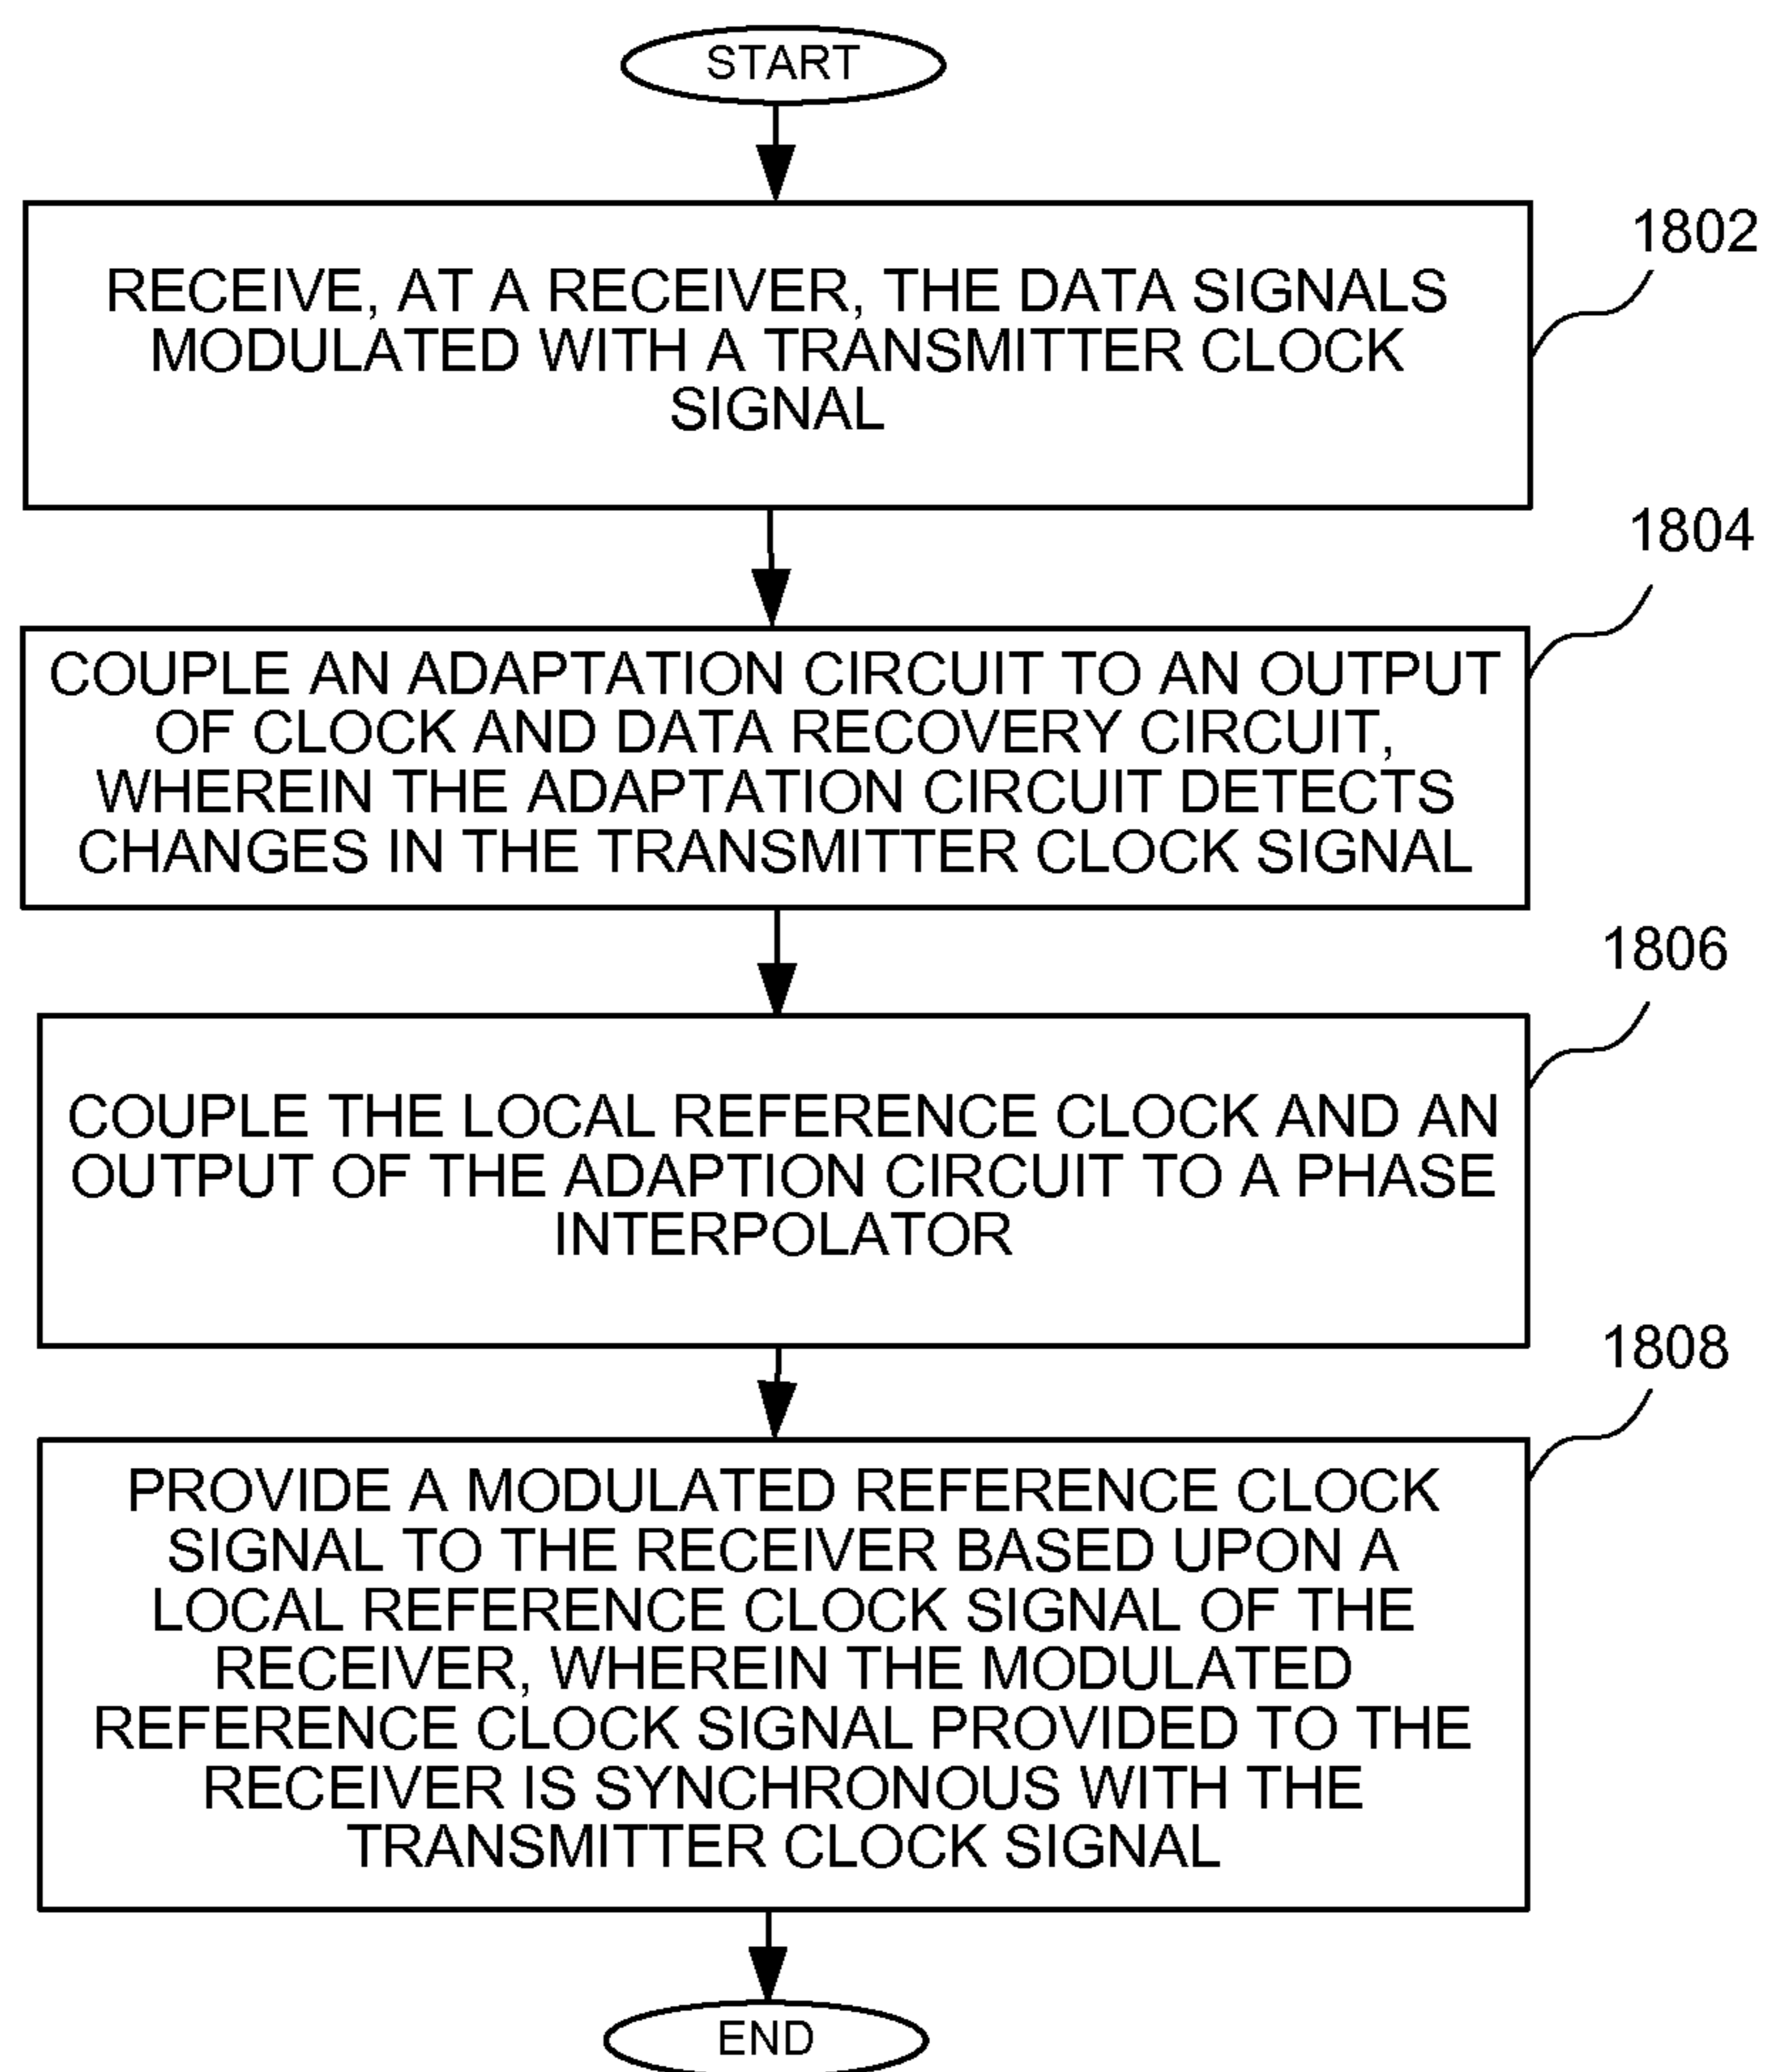 START
1802
RECEIVE, AT A RECEIVER, THE DATA SIGNALS
MODULATED WITH A TRANSMITTER CLOCK
SIGNAL
1804
COUPLE AN ADAPTATION CIRCUIT TO AN OUTPUT
OF CLOCK AND DATA RECOVERY CIRCUIT,
WHEREIN THE ADAPTATION CIRCUIT DETECTS
CHANGES IN THE TRANSMITTER CLOCK SIGNAL
1806
COUPLE THE LOCAL REFERENCE CLOCK AND AN
OUTPUT OF THE ADAPTION CIRCUIT TO A PHASE
INTERPOLATOR
1808
PROVIDE A MODULATED REFERENCE CLOCK
SIGNAL TO THE RECEIVER BASED UPON A
LOCAL REFERENCE CLOCK SIGNAL OF THE
RECEIVER, WHEREIN THE MODULATED
REFERENCE CLOCK SIGNAL PROVIDED TO THE
RECEIVER IS SYNCHRONOUS WITH THE
TRANSMITTER CLOCK SIGNAL
END